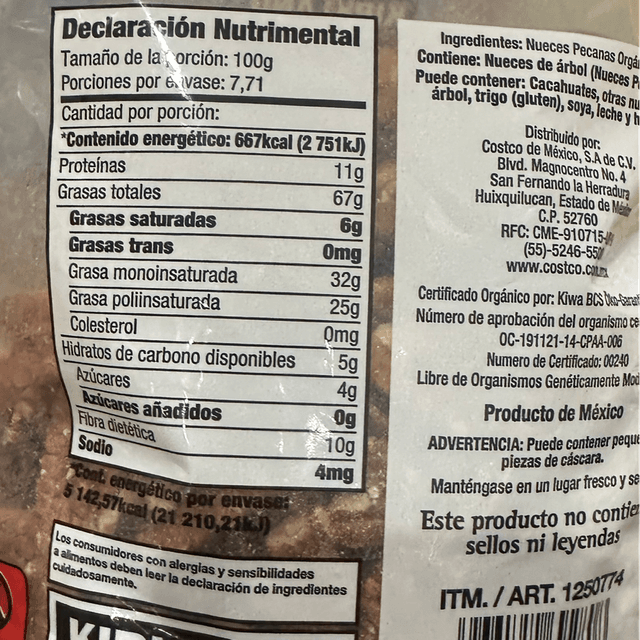 Declaración Nutrimental
Tamaño de la porción: 100g
Porciones por envase: 7,71
Cantidad por porción:
*Contenido energético: 667kcal (2 751kJ)
Proteínas 11g
Grasas totales 67g
Grasas saturadas 6g
Grasas trans 0mg
Grasa monoinsaturada 32g
Grasa poliinsaturada 25g
Colesterol 0mg
Hidratos de carbono disponibles 5g
Azúcares 4g
Azúcares añadidos 0g
Fibra dietética 10g
Sodio 4mg
*Cont. energético por envase:
5 142,57kcal (21 210,21kJ)
Los consumidores con alergias y sensibilidades
a alimentos deben leer la declaración de ingredientes
cuidadosamente.
Ingredientes: Nueces Pecanas
Contiene: Nueces de árbol (Nueces
Puede contener: Cacahuates, otras
árbol, trigo (gluten), soya, leche y
Distribuido por:
Costco de México, S.A de C.V.
Blvd. Magnocentro No. 4
San Fernando la Herradura
Huixquilucan, Estado de
C.P. 52760
RFC: CME-910715-
(55)-5246-55
www.costco.com.mx
Certificado Orgánico por: Kiwa BCS
Número de aprobación del organismo
OC-191121-14-CPAA-006
Numero de Certificado: 00240
Libre de Organismos Genéticamente
Producto de México
ADVERTENCIA: Puede contener
piezas de cáscara.
Manténgase en un lugar fresco y
Este producto no
sellos ni leyendas
ITM. / ART. 1250774